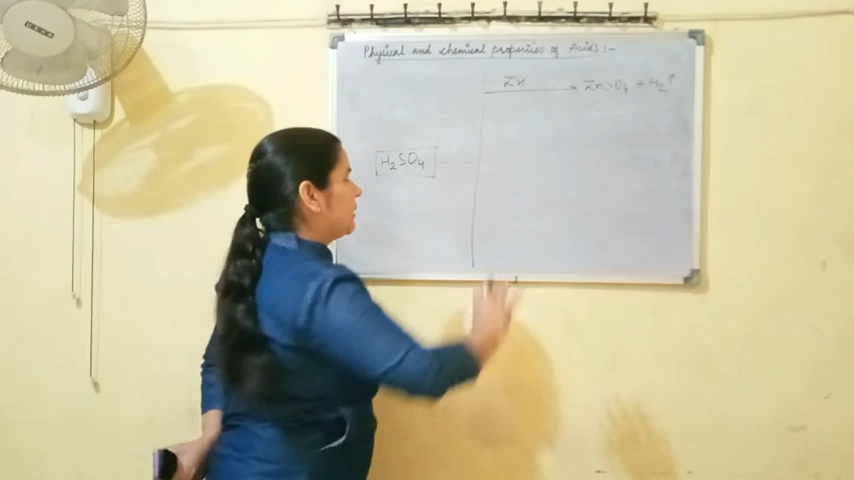 Physical and chemical properties of Acids :-
Zn → ZnSO4 + H2 ↑
H2SO4